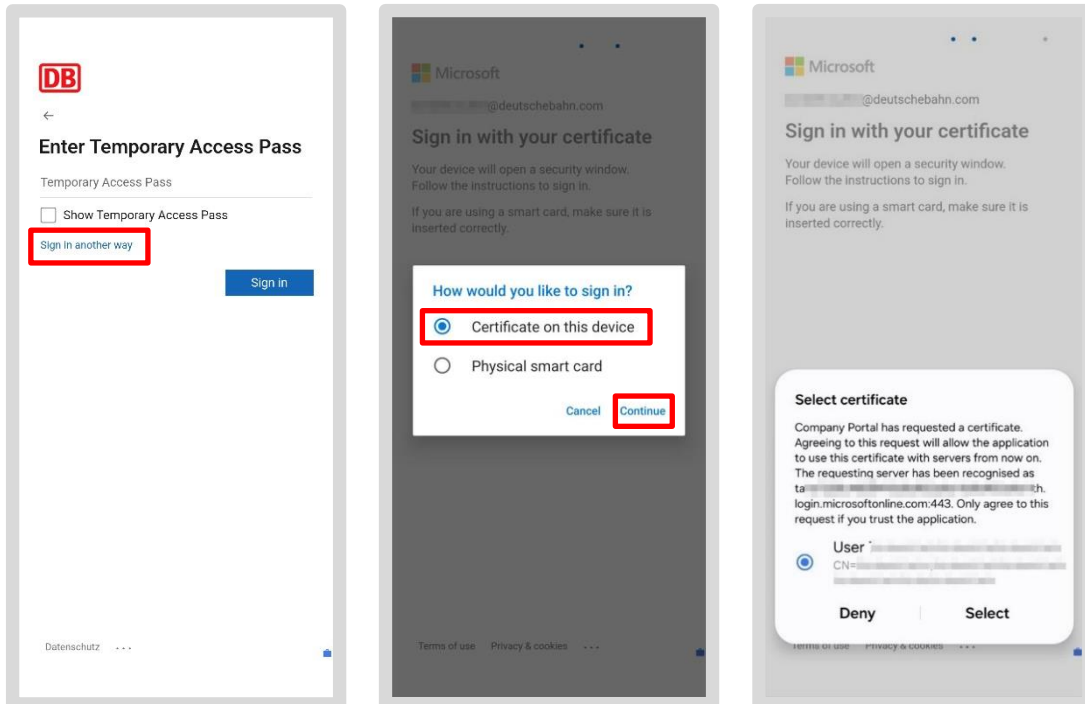 DB
Enter Temporary Access Pass
Temporary Access Pass
Show Temporary Access Pass
Sign in another way
Sign in
Datenschutz ...
Microsoft
@deutschebahn.com
Sign in with your certificate
Your device will open a security window.
Follow the instructions to sign in.
If you are using a smart card, make sure it is
inserted correctly.
How would you like to sign in?
Certificate on this device
Physical smart card
Cancel Continue
Terms of use Privacy & cookies ...
Microsoft
@deutschebahn.com
Sign in with your certificate
Your device will open a security window.
Follow the instructions to sign in.
If you are using a smart card, make sure it is
inserted correctly.
Select certificate
Company Portal has requested a certificate.
Agreeing to this request will allow the application
to use this certificate with servers from now on.
The requesting server has been recognised as
ta th.
login.microsoftonline.com:443. Only agree to this
request if you trust the application.
User
CN=
Deny Select
Terms of use Privacy & cookies ...